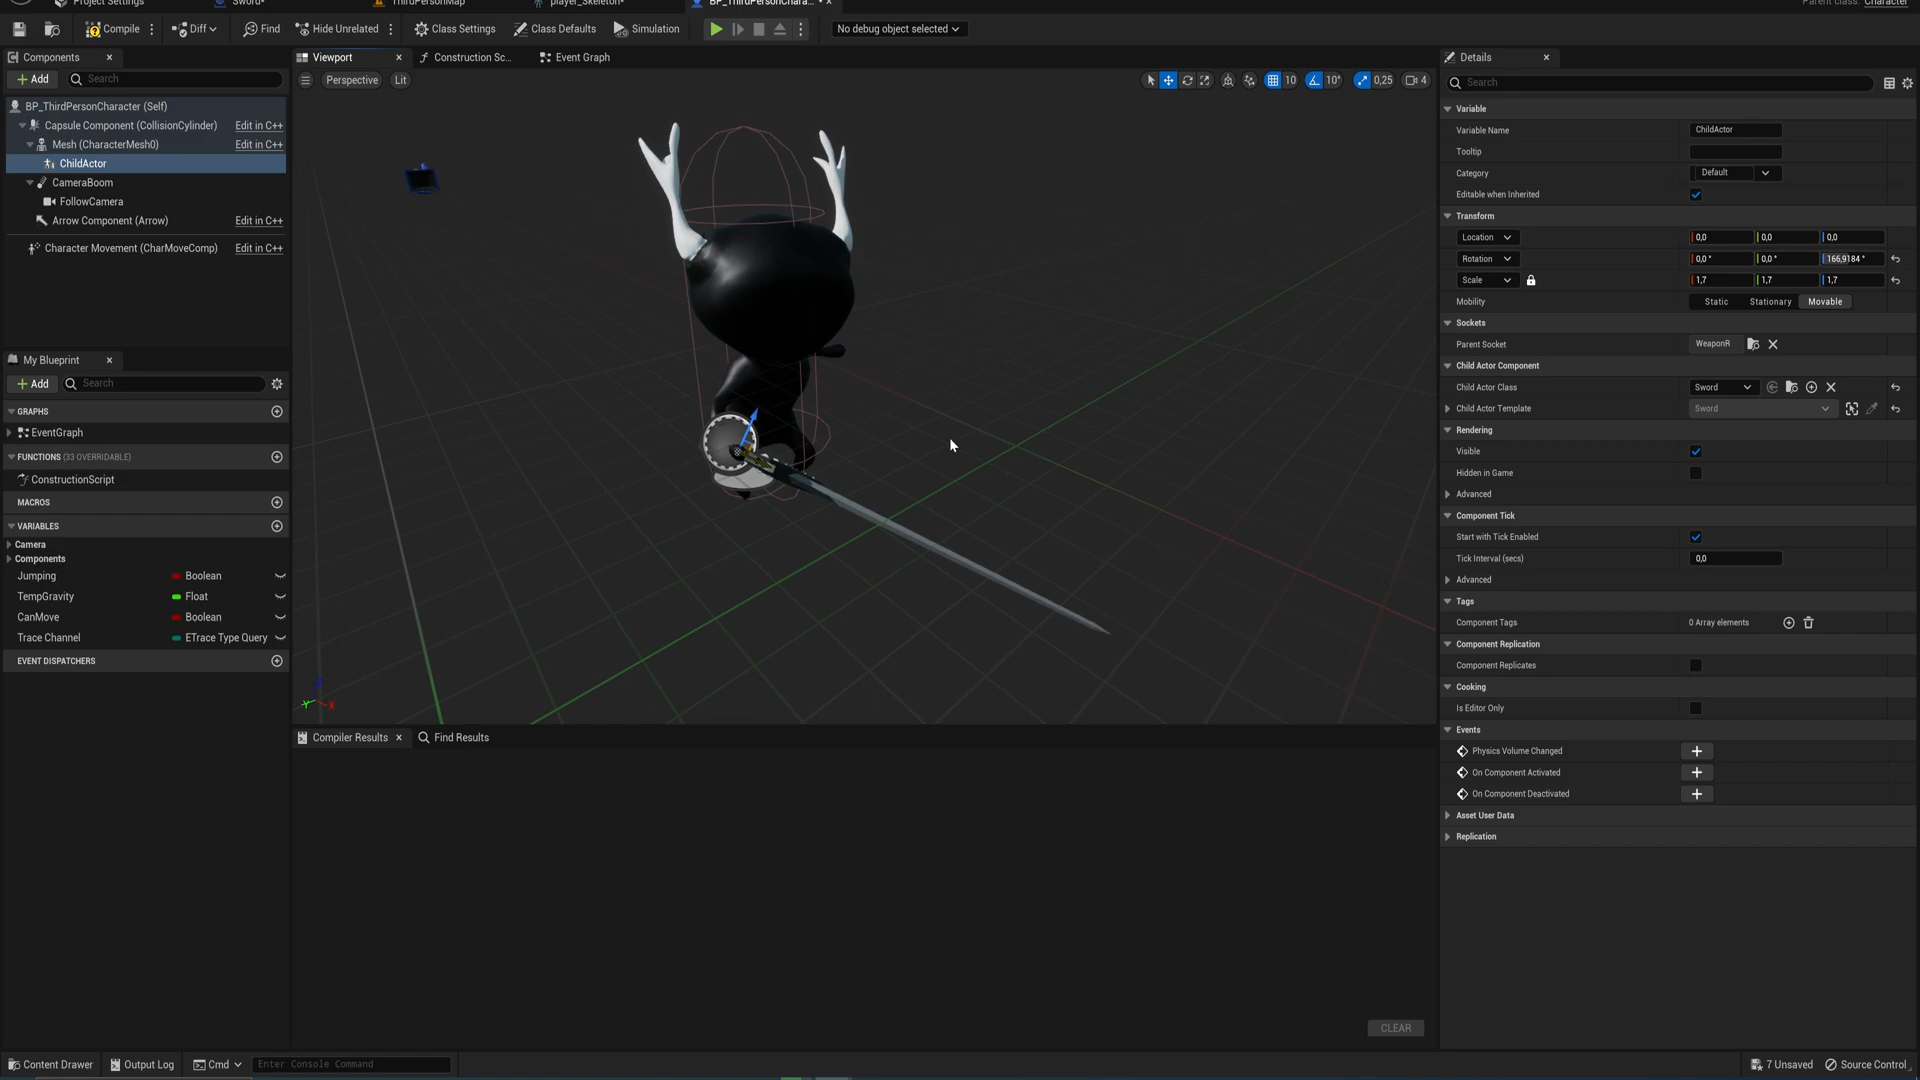 Project Settings
Sword*
ThirdPersonMap
player_Skeleton*
BP_ThirdPersonChara...*
Parent class: Character
Compile
Diff
Find
Hide Unrelated
Class Settings
Class Defaults
Simulation
No debug object selected
Components
Add
Search
BP_ThirdPersonCharacter (Self)
Capsule Component (CollisionCylinder) Edit in C++
Mesh (CharacterMesh0) Edit in C++
ChildActor
CameraBoom
FollowCamera
Arrow Component (Arrow) Edit in C++
Character Movement (CharMoveComp) Edit in C++
My Blueprint
Add
Search
GRAPHS
EventGraph
FUNCTIONS (33 OVERRIDABLE)
ConstructionScript
MACROS
VARIABLES
Camera
Components
Jumping Boolean
TempGravity Float
CanMove Boolean
Trace Channel ETrace Type Query
EVENT DISPATCHERS
Viewport
Construction Sc...
Event Graph
Perspective
Lit
10
10°
0,25
4
Z
Y
X
Compiler Results
Find Results
CLEAR
Details
Search
Variable
Variable Name ChildActor
Tooltip
Category Default
Editable when Inherited
Transform
Location 0,0 0,0 0,0
Rotation 0,0 ° 0,0 ° 166,9184 °
Scale 1,7 1,7 1,7
Mobility Static Stationary Movable
Sockets
Parent Socket WeaponR
Child Actor Component
Child Actor Class Sword
Child Actor Template Sword
Rendering
Visible
Hidden in Game
Advanced
Component Tick
Start with Tick Enabled
Tick Interval (secs) 0,0
Advanced
Tags
Component Tags 0 Array elements
Component Replication
Component Replicates
Cooking
Is Editor Only
Events
Physics Volume Changed
On Component Activated
On Component Deactivated
Asset User Data
Replication
Content Drawer
Output Log
Cmd
Enter Console Command
7 Unsaved
Source Control